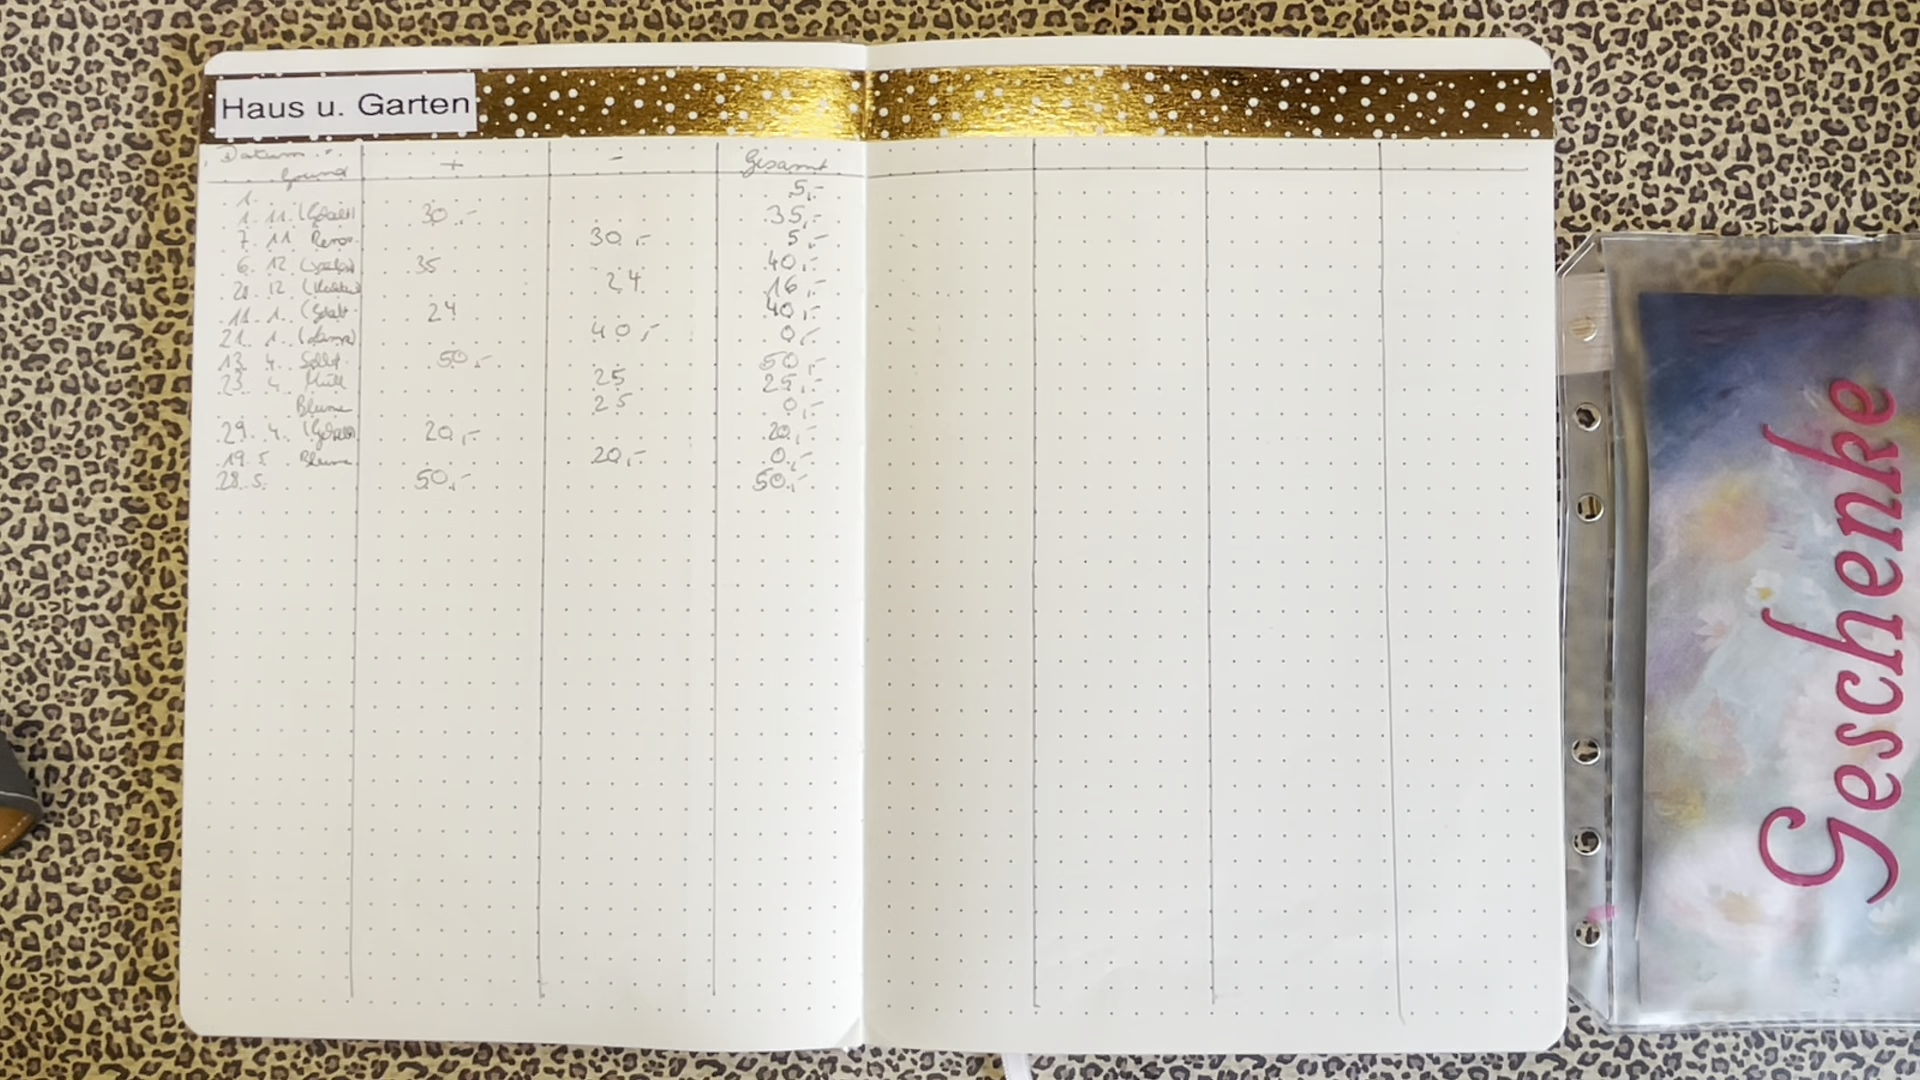 Haus u. Garten
Datum
Grund + - Gesamt
1. 5,-
1. 11. 30,- 35,-
7. 11 30,- 5,-
6. 12 35 40,-
12 24 16,-
11. 1. 24 40,-
21. 1. 40,- 0,-
13. 4. 50,- 50,-
23. 4. Müll 25 25,-
Blume 25 0,-
29. 4. 20,- 20,-
19. 5. Blume 20,- 0,-
28. 5. 50,- 50,-
Geschenke